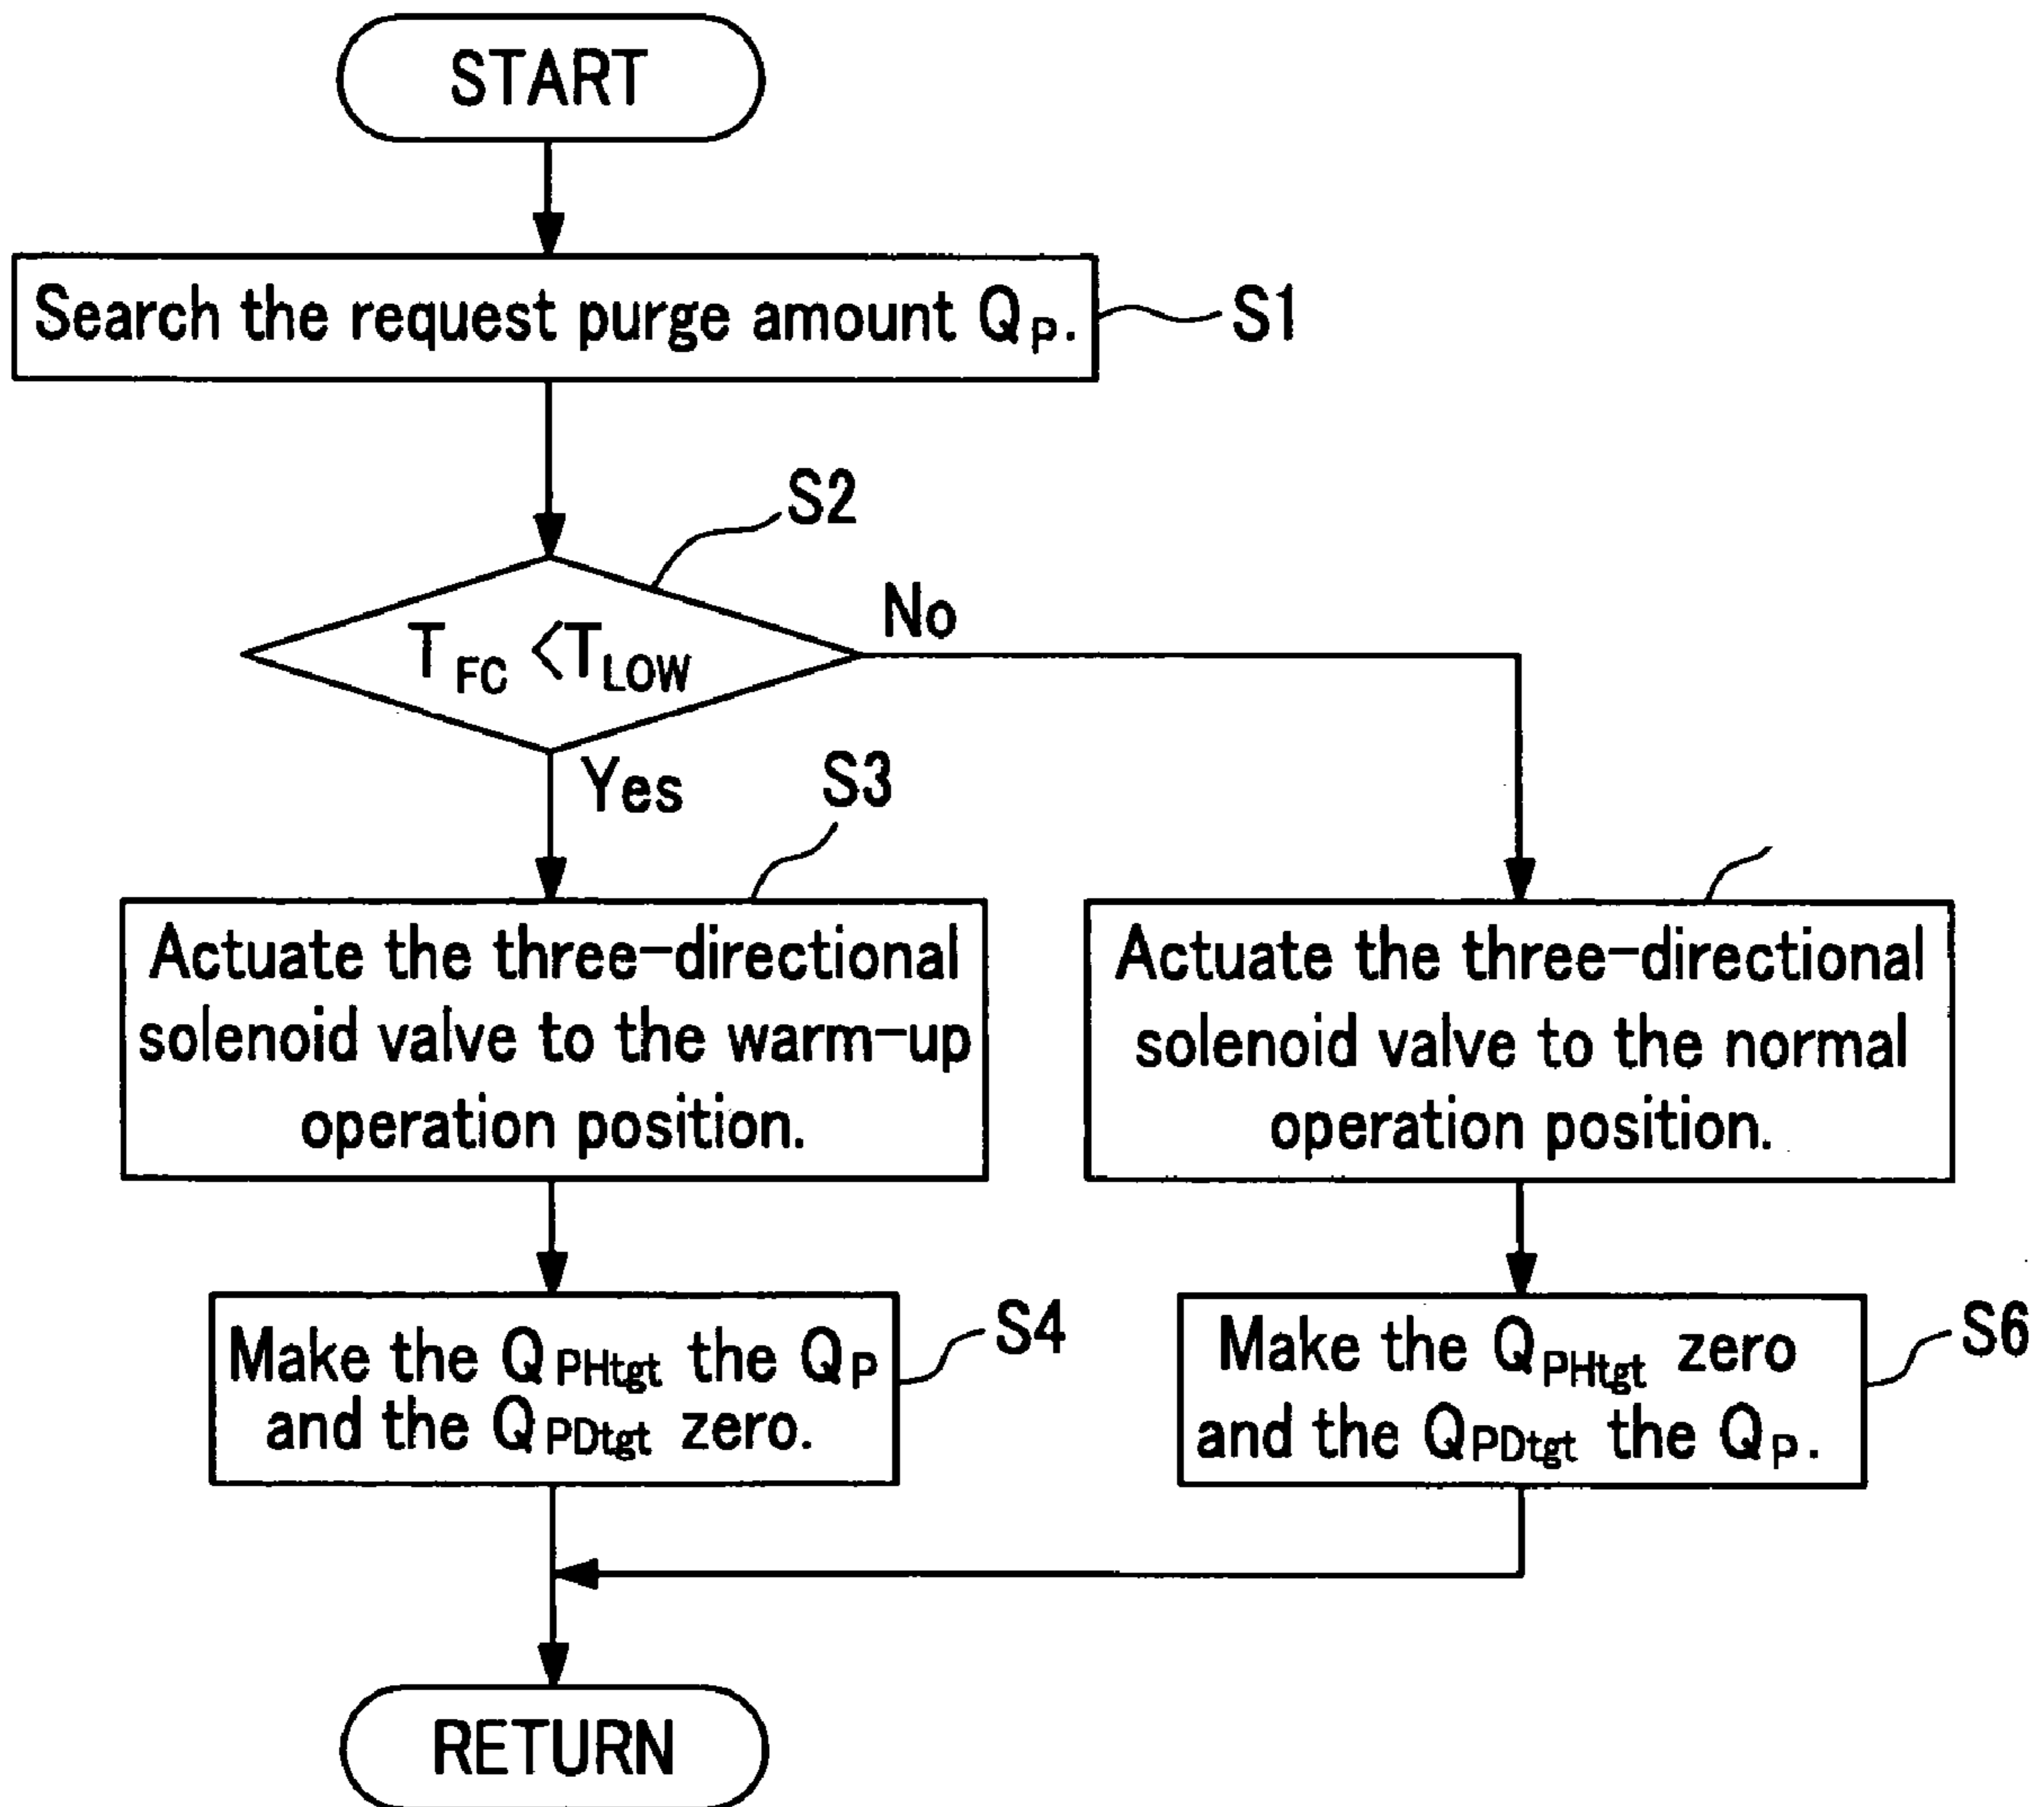 START
Search the request purge amount QP.
S1
S2
TFC <TLOW
No
Yes
S3
Actuate the three-directional
solenoid valve to the warm-up
operation position.
Actuate the three-directional
solenoid valve to the normal
operation position.
Make the QPHtgt the QP
and the QPDtgt zero.
S4
Make the QPHtgt zero
and the QPDtgt the QP.
S6
RETURN